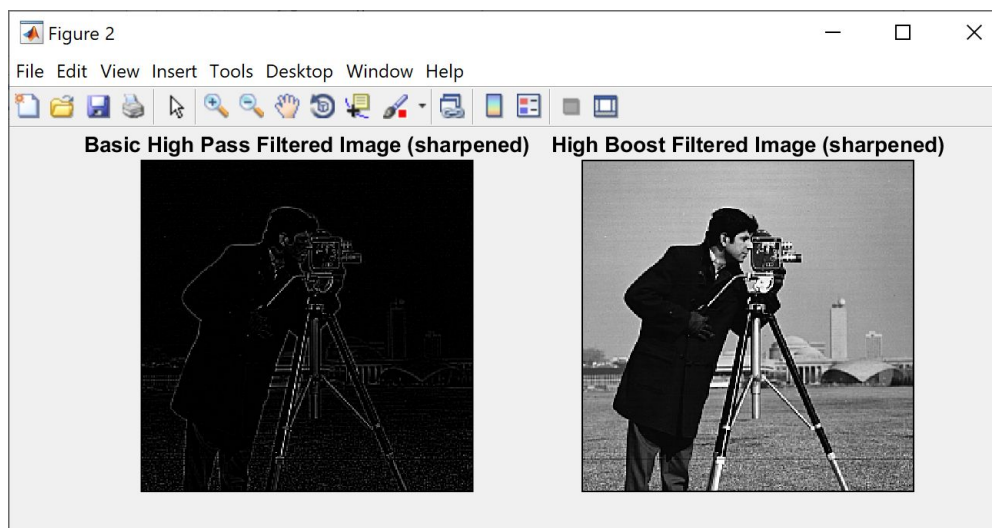 Figure 2
File Edit View Insert Tools Desktop Window Help
Basic High Pass Filtered Image (sharpened) High Boost Filtered Image (sharpened)